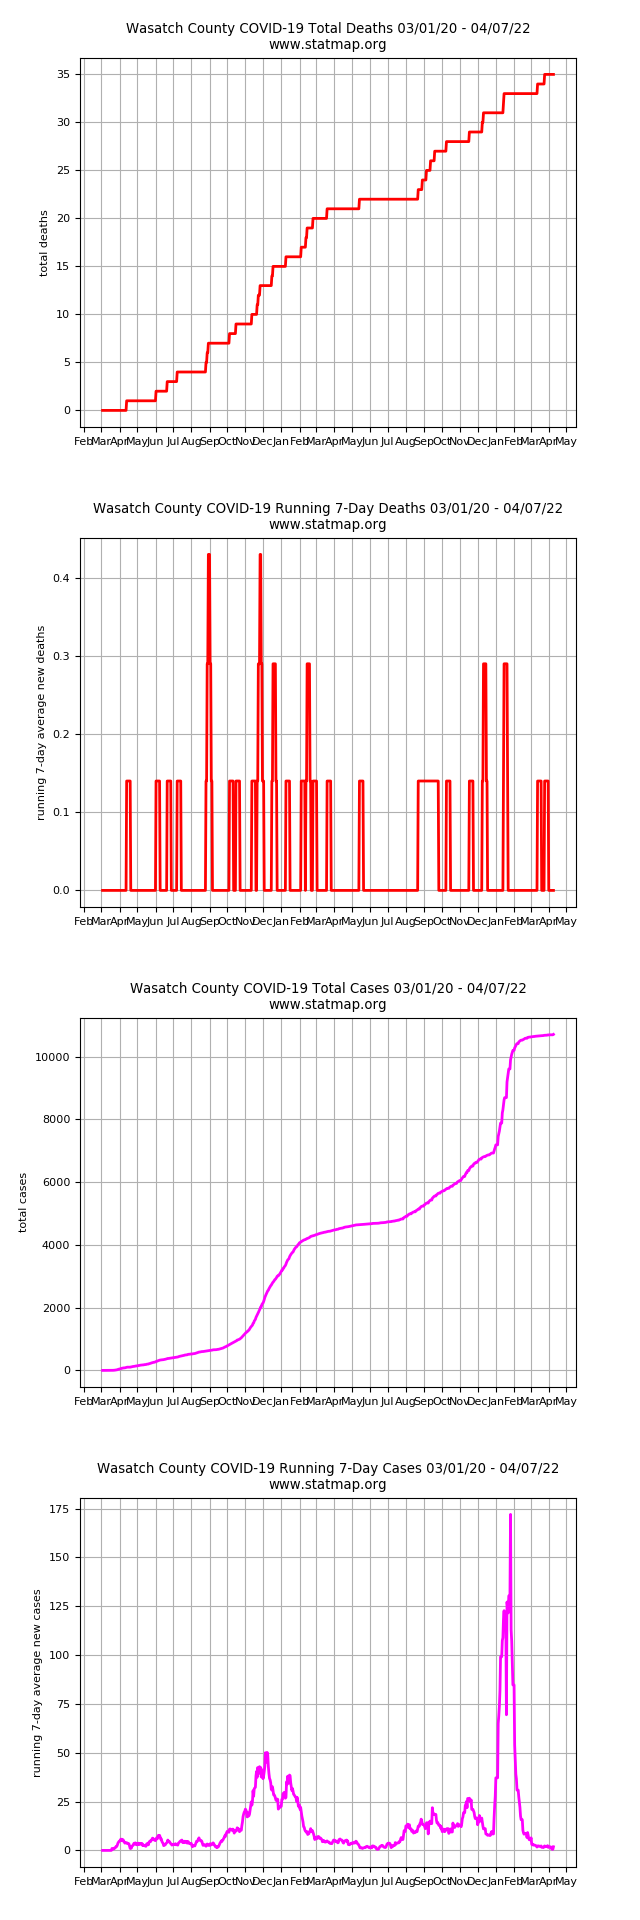 Wasatch County COVID-19 Total Deaths 03/01/20 - 04/07/22
www.statmap.org
total deaths
35
30
25
20
15
10
5
0
Feb Mar Apr May Jun Jul Aug Sep Oct Nov Dec Jan Feb Mar Apr May Jun Jul Aug Sep Oct Nov Dec Jan Feb Mar Apr May
Wasatch County COVID-19 Running 7-Day Deaths 03/01/20 - 04/07/22
www.statmap.org
running 7-day average new deaths
0.4
0.3
0.2
0.1
0.0
Feb Mar Apr May Jun Jul Aug Sep Oct Nov Dec Jan Feb Mar Apr May Jun Jul Aug Sep Oct Nov Dec Jan Feb Mar Apr May
Wasatch County COVID-19 Total Cases 03/01/20 - 04/07/22
www.statmap.org
total cases
10000
8000
6000
4000
2000
0
Feb Mar Apr May Jun Jul Aug Sep Oct Nov Dec Jan Feb Mar Apr May Jun Jul Aug Sep Oct Nov Dec Jan Feb Mar Apr May
Wasatch County COVID-19 Running 7-Day Cases 03/01/20 - 04/07/22
www.statmap.org
running 7-day average new cases
175
150
125
100
75
50
25
0
Feb Mar Apr May Jun Jul Aug Sep Oct Nov Dec Jan Feb Mar Apr May Jun Jul Aug Sep Oct Nov Dec Jan Feb Mar Apr May